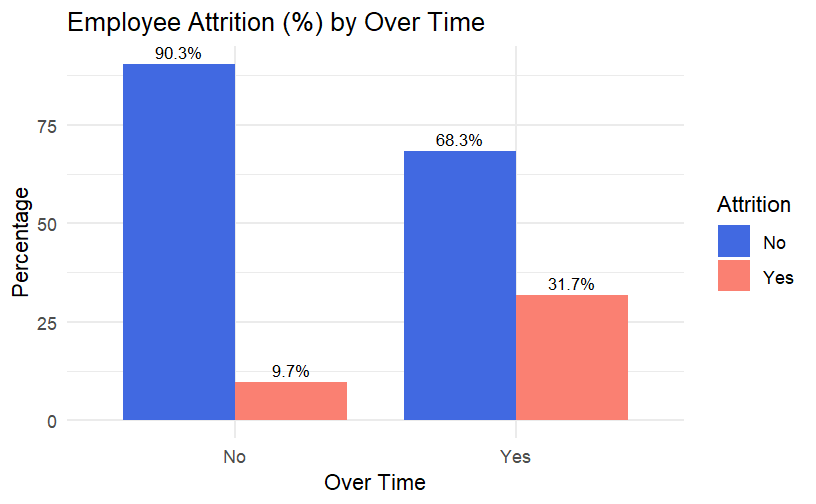 Employee Attrition (%) by Over Time
90.3%
68.3%
31.7%
9.7%
75
50
25
0
Percentage
No
Yes
Over Time
Attrition
No
Yes